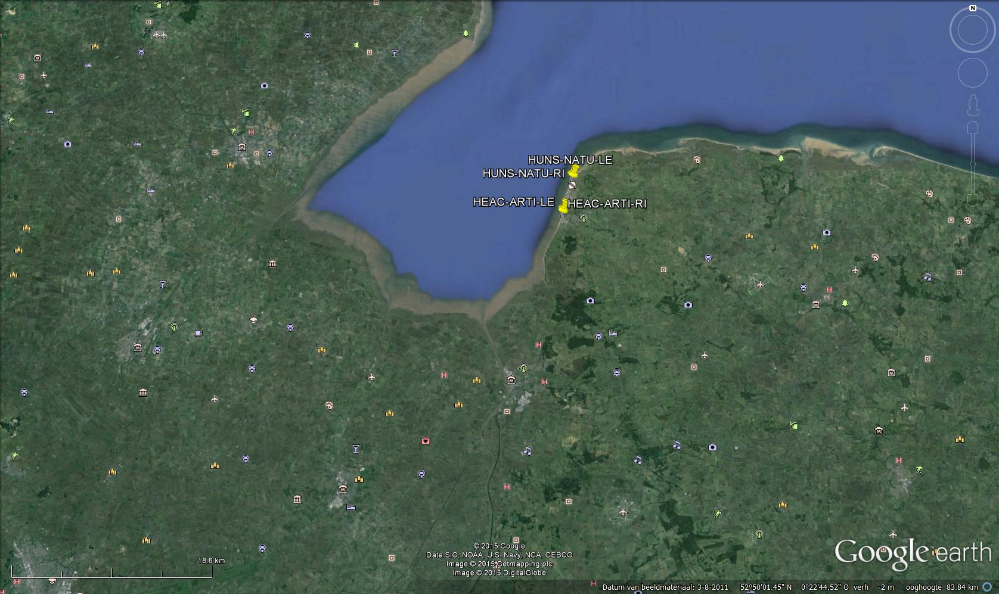 N
HUNS-NATU-LE
HUNS-NATU-RI
HEAC-ARTI-LE
HEAC-ARTI-RI
© 2015 Google
Data SIO, NOAA, U.S. Navy, NGA, GEBCO
Image © 2015 Getmapping plc
Image © 2015 DigitalGlobe
18.6 km
Google earth
Datum van beeldmateriaal: 3-8-2011 52°50'01.45" N 0°22'44.52" O verh -2 m ooghoogte 83.84 km